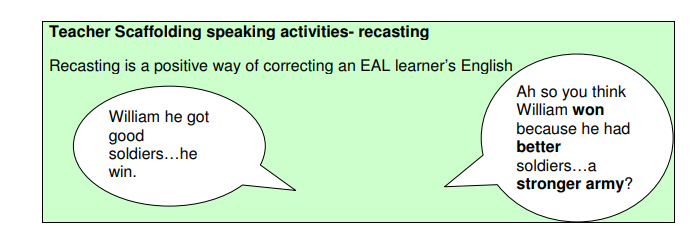 Teacher Scaffolding speaking activities- recasting
Recasting is a positive way of correcting an EAL learner's English
William he got
good
soldiers…he
win.
Ah so you think
William won
because he had
better
soldiers…a
stronger army?